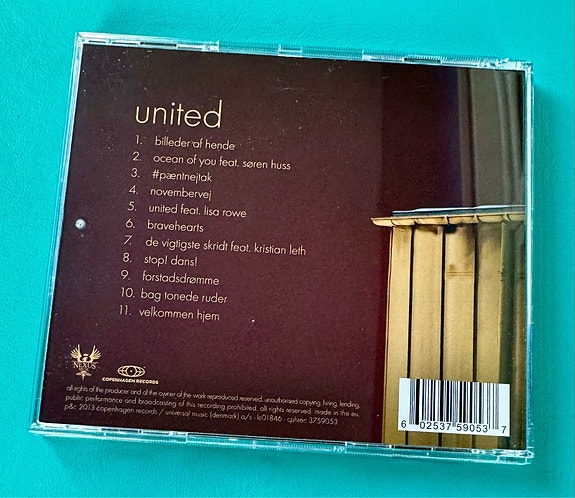 united
1. billeder af hende
2. ocean of you feat. søren huss
3. #pæntnejtak
4. novembervej
5. united feat. lisa rowe
6. bravehearts
7. de vigtigste skridt feat. kristian leth
8. stop! dans!
9. forstadsdrømme
10. bag tonede ruder
11. velkommen hjem
NEXUS
COPENHAGEN RECORDS
all rights of the producer and of the owner of the work reproduced reserved. unauthorised copying, hiring, lending,
public performance and broadcasting of this recording prohibited. all rights reserved. made in the eu.
p&c 2013 copenhagen records / universal music (denmark) a/s - lc01846 - cphrec 3759053
6 02537 59053 7